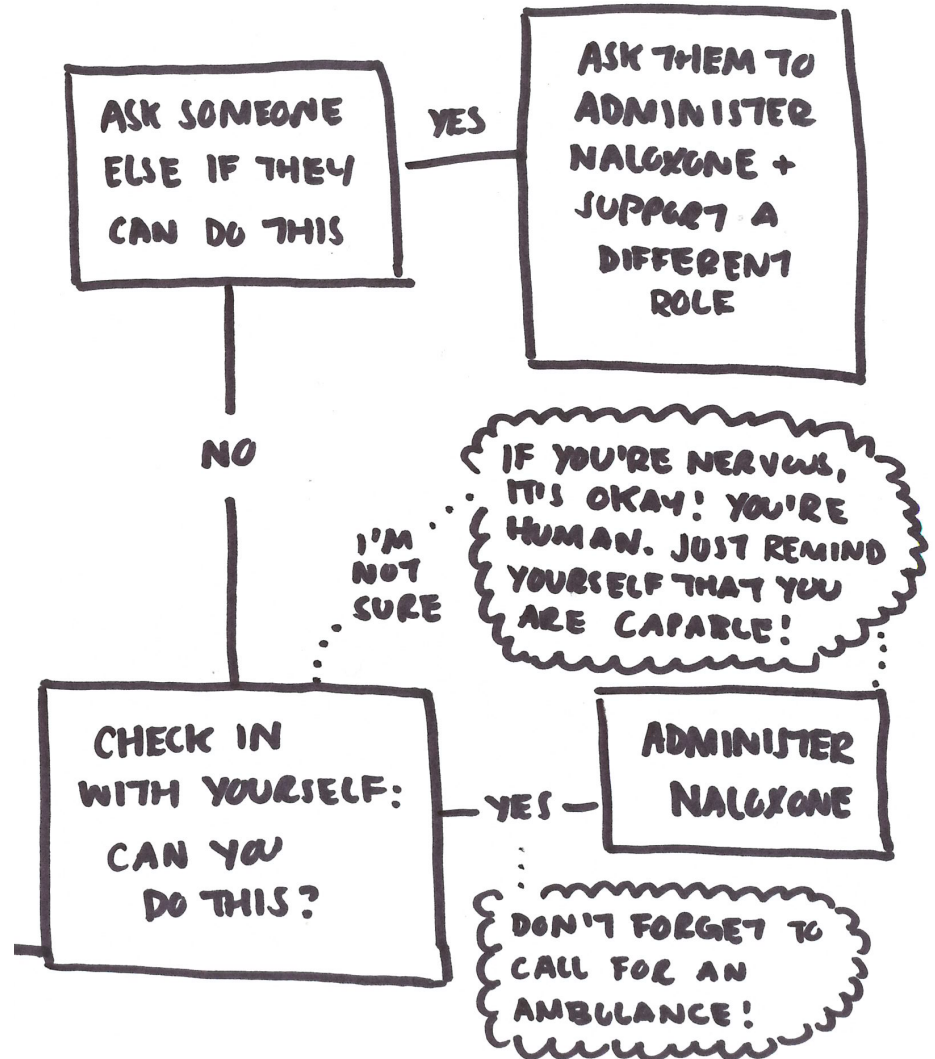 ASK SOMEONE
ELSE IF THEY
CAN DO THIS
YES
ASK THEM TO
ADMINISTER
NALOXONE +
SUPPORT A
DIFFERENT
ROLE
NO
I'M
NOT
SURE
IF YOU'RE NERVOUS,
IT'S OKAY! YOU'RE
HUMAN. JUST REMIND
YOURSELF THAT YOU
ARE CAPABLE!
CHECK IN
WITH YOURSELF:
CAN YOU
DO THIS?
YES
ADMINISTER
NALOXONE
DON'T FORGET TO
CALL FOR AN
AMBULANCE!